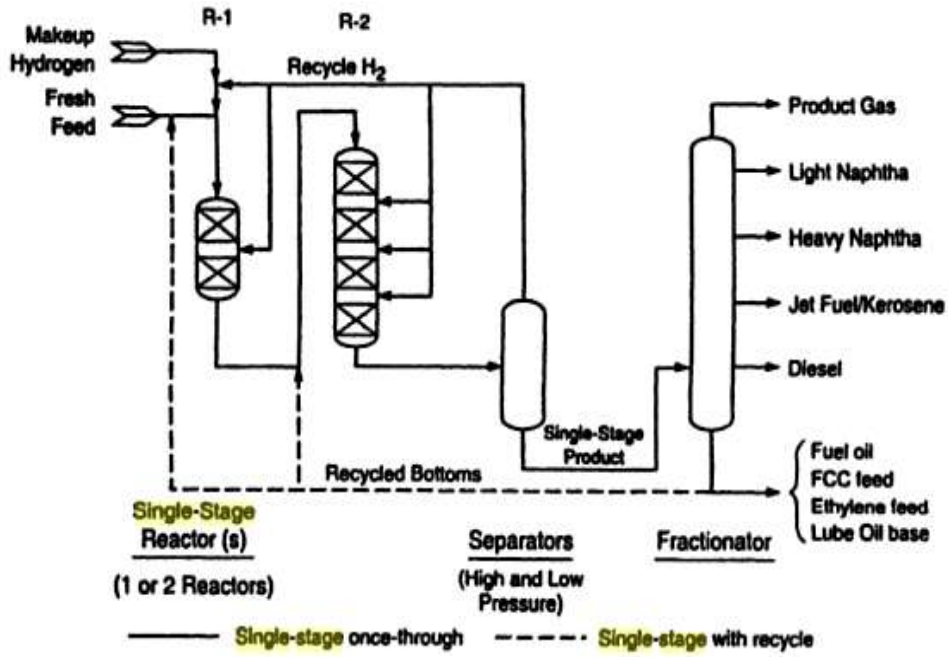 R-1
R-2
Makeup
Hydrogen
Recycle H2
Fresh
Feed
Product Gas
Light Naphtha
Heavy Naphtha
Jet Fuel/Kerosene
Diesel
Single-Stage
Product
Recycled Bottoms
Fuel oil
FCC feed
Ethylene feed
Lube Oil base
Single-Stage
Reactor (s)
(1 or 2 Reactors)
Separators
(High and Low
Pressure)
Fractionator
Single-stage once-through
Single-stage with recycle